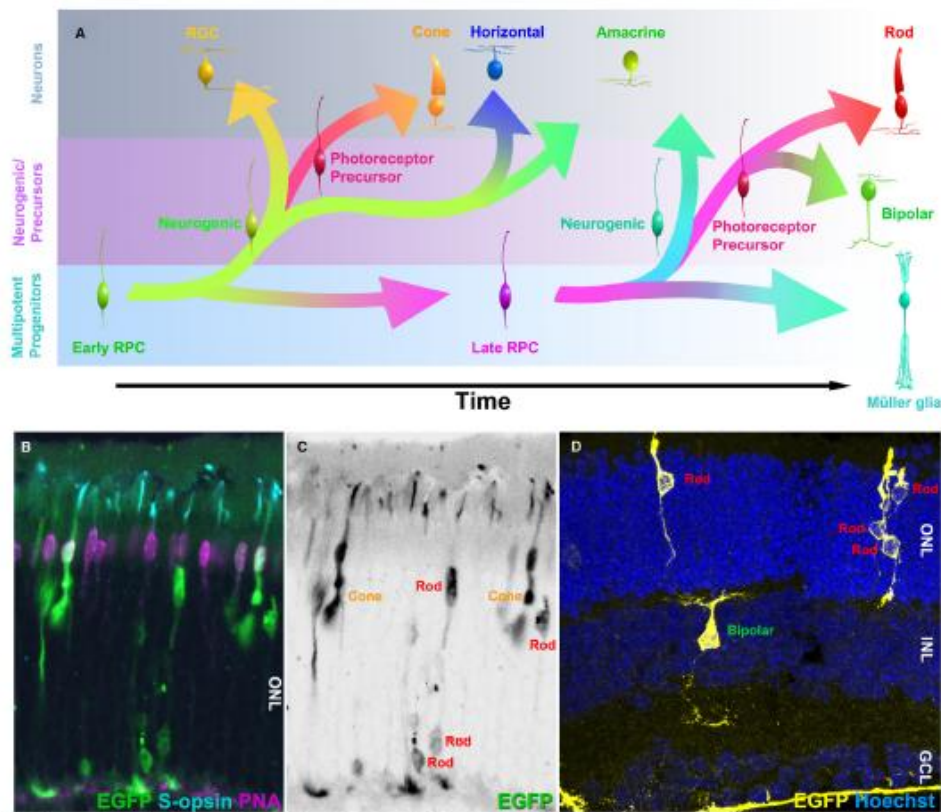 A
RGC
Cone
Horizontal
Amacrine
Rod
Neurons
Photoreceptor
Precursor
Neurogenic/
Precursors
Neurogenic
Neurogenic
Photoreceptor
Precursor
Bipolar
Multipotent
Progenitors
Early RPC
Late RPC
Müller glia
Time
B
ONL
EGFP S-opsin PNA
C
Rod
Cone
Cone
Rod
Rod
Rod
EGFP
D
Rod
Rod
Rod
Rod
ONL
Bipolar
INL
GCL
EGFP Hoechst